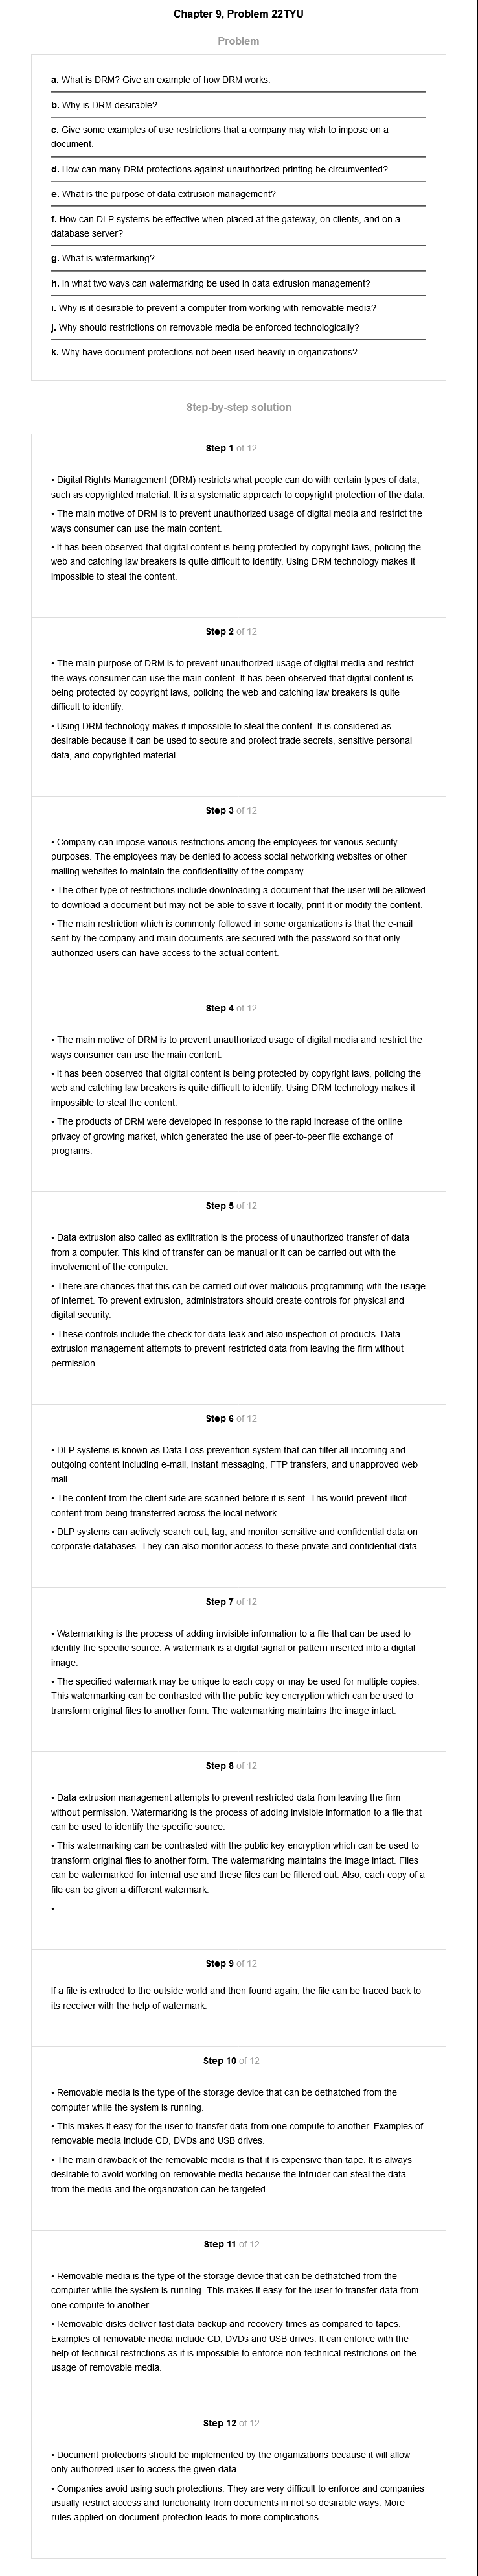 Chapter 9, Problem 22TYU
Problem
a. What is DRM? Give an example of how DRM works.
b. Why is DRM desirable?
c. Give some examples of use restrictions that a company may wish to impose on a
document.
d. How can many DRM protections against unauthorized printing be circumvented?
e. What is the purpose of data extrusion management?
f. How can DLP systems be effective when placed at the gateway, on clients, and on a
database server?
g. What is watermarking?
h. In what two ways can watermarking be used in data extrusion management?
i. Why is it desirable to prevent a computer from working with removable media?
j. Why should restrictions on removable media be enforced technologically?
k. Why have document protections not been used heavily in organizations?
Step-by-step solution
Step 1 of 12
• Digital Rights Management (DRM) restricts what people can do with certain types of data,
such as copyrighted material. It is a systematic approach to copyright protection of the data.
• The main motive of DRM is to prevent unauthorized usage of digital media and restrict the
ways consumer can use the main content.
• It has been observed that digital content is being protected by copyright laws, policing the
web and catching law breakers is quite difficult to identify. Using DRM technology makes it
impossible to steal the content.
Step 2 of 12
• The main purpose of DRM is to prevent unauthorized usage of digital media and restrict
the ways consumer can use the main content. It has been observed that digital content is
being protected by copyright laws, policing the web and catching law breakers is quite
difficult to identify.
• Using DRM technology makes it impossible to steal the content. It is considered as
desirable because it can be used to secure and protect trade secrets, sensitive personal
data, and copyrighted material.
Step 3 of 12
• Company can impose various restrictions among the employees for various security
purposes. The employees may be denied to access social networking websites or other
mailing websites to maintain the confidentiality of the company.
• The other type of restrictions include downloading a document that the user will be allowed
to download a document but may not be able to save it locally, print it or modify the content.
• The main restriction which is commonly followed in some organizations is that the e-mail
sent by the company and main documents are secured with the password so that only
authorized users can have access to the actual content.
Step 4 of 12
• The main motive of DRM is to prevent unauthorized usage of digital media and restrict the
ways consumer can use the main content.
• It has been observed that digital content is being protected by copyright laws, policing the
web and catching law breakers is quite difficult to identify. Using DRM technology makes it
impossible to steal the content.
• The products of DRM were developed in response to the rapid increase of the online
privacy of growing market, which generated the use of peer-to-peer file exchange of
programs.
Step 5 of 12
• Data extrusion also called as exfiltration is the process of unauthorized transfer of data
from a computer. This kind of transfer can be manual or it can be carried out with the
involvement of the computer.
• There are chances that this can be carried out over malicious programming with the usage
of internet. To prevent extrusion, administrators should create controls for physical and
digital security.
• These controls include the check for data leak and also inspection of products. Data
extrusion management attempts to prevent restricted data from leaving the firm without
permission.
Step 6 of 12
• DLP systems is known as Data Loss prevention system that can filter all incoming and
outgoing content including e-mail, instant messaging, FTP transfers, and unapproved web
mail.
• The content from the client side are scanned before it is sent. This would prevent illicit
content from being transferred across the local network.
• DLP systems can actively search out, tag, and monitor sensitive and confidential data on
corporate databases. They can also monitor access to these private and confidential data.
Step 7 of 12
• Watermarking is the process of adding invisible information to a file that can be used to
identify the specific source. A watermark is a digital signal or pattern inserted into a digital
image.
• The specified watermark may be unique to each copy or may be used for multiple copies.
This watermarking can be contrasted with the public key encryption which can be used to
transform original files to another form. The watermarking maintains the image intact.
Step 8 of 12
• Data extrusion management attempts to prevent restricted data from leaving the firm
without permission. Watermarking is the process of adding invisible information to a file that
can be used to identify the specific source.
• This watermarking can be contrasted with the public key encryption which can be used to
transform original files to another form. The watermarking maintains the image intact. Files
can be watermarked for internal use and these files can be filtered out. Also, each copy of a
file can be given a different watermark.
•
Step 9 of 12
If a file is extruded to the outside world and then found again, the file can be traced back to
its receiver with the help of watermark.
Step 10 of 12
• Removable media is the type of the storage device that can be dethatched from the
computer while the system is running.
• This makes it easy for the user to transfer data from one compute to another. Examples of
removable media include CD, DVDs and USB drives.
• The main drawback of the removable media is that it is expensive than tape. It is always
desirable to avoid working on removable media because the intruder can steal the data
from the media and the organization can be targeted.
Step 11 of 12
• Removable media is the type of the storage device that can be dethatched from the
computer while the system is running. This makes it easy for the user to transfer data from
one compute to another.
• Removable disks deliver fast data backup and recovery times as compared to tapes.
Examples of removable media include CD, DVDs and USB drives. It can enforce with the
help of technical restrictions as it is impossible to enforce non-technical restrictions on the
usage of removable media.
Step 12 of 12
• Document protections should be implemented by the organizations because it will allow
only authorized user to access the given data.
• Companies avoid using such protections. They are very difficult to enforce and companies
usually restrict access and functionality from documents in not so desirable ways. More
rules applied on document protection leads to more complications.